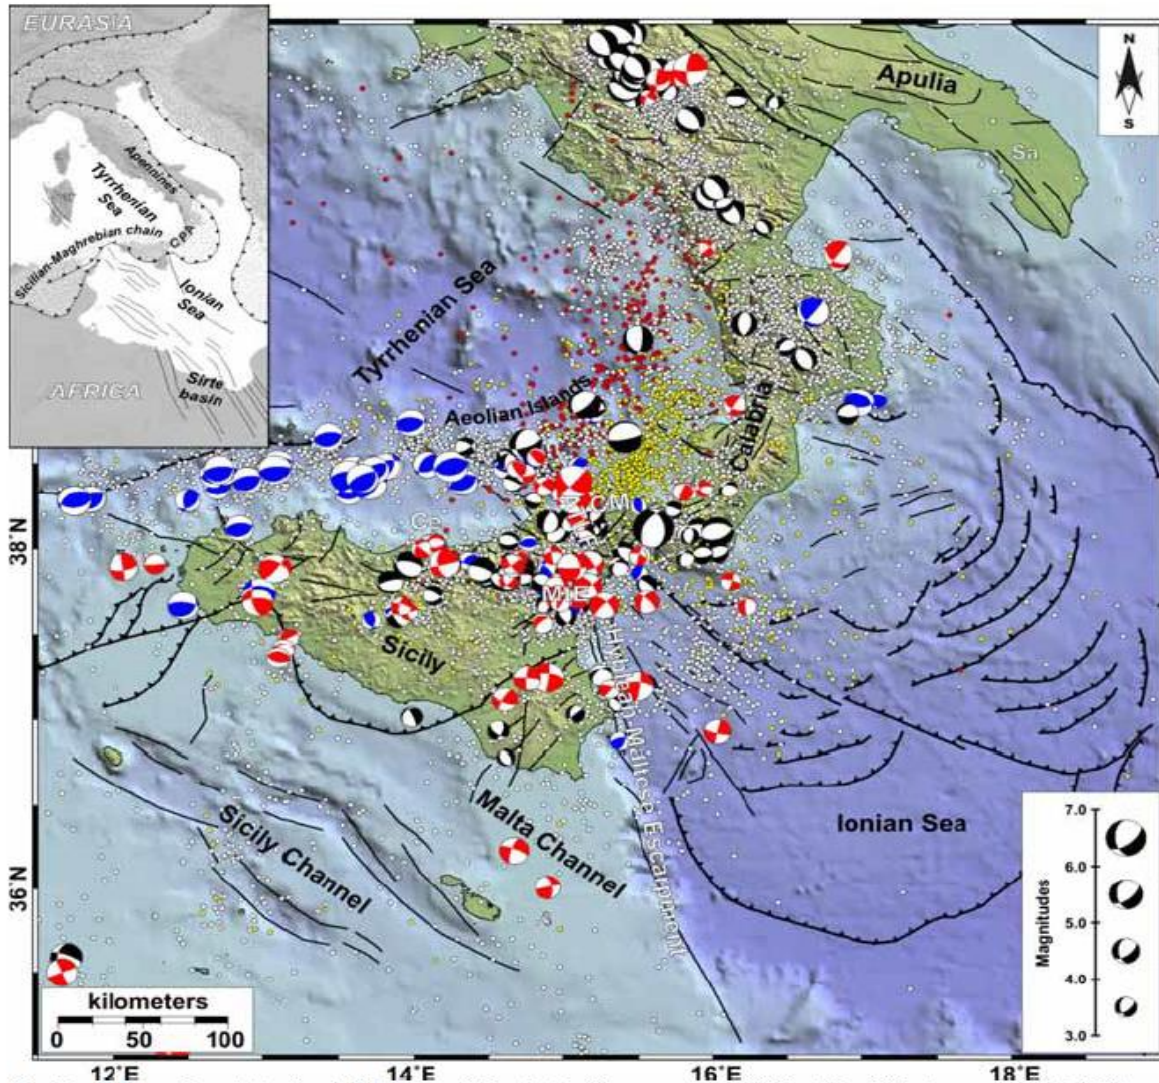 EURASIA
Apennines
Tyrrhenian
Sea
CPA
Sicilian-Maghrebian chain
Ionian
Sea
AFRICA
Sirte
basin
N
S
Apulia
Sa
Tyrrhenian Sea
Aeolian Islands
Calabria
CM
38°N
Sicily
Hyblean-Maltese Escarpment
Malta Channel
Sicily Channel
Ionian Sea
36°N
Magnitudes
7.0
6.0
5.0
4.0
3.0
kilometers
0 50 100
12°E 14°E 16°E 18°E